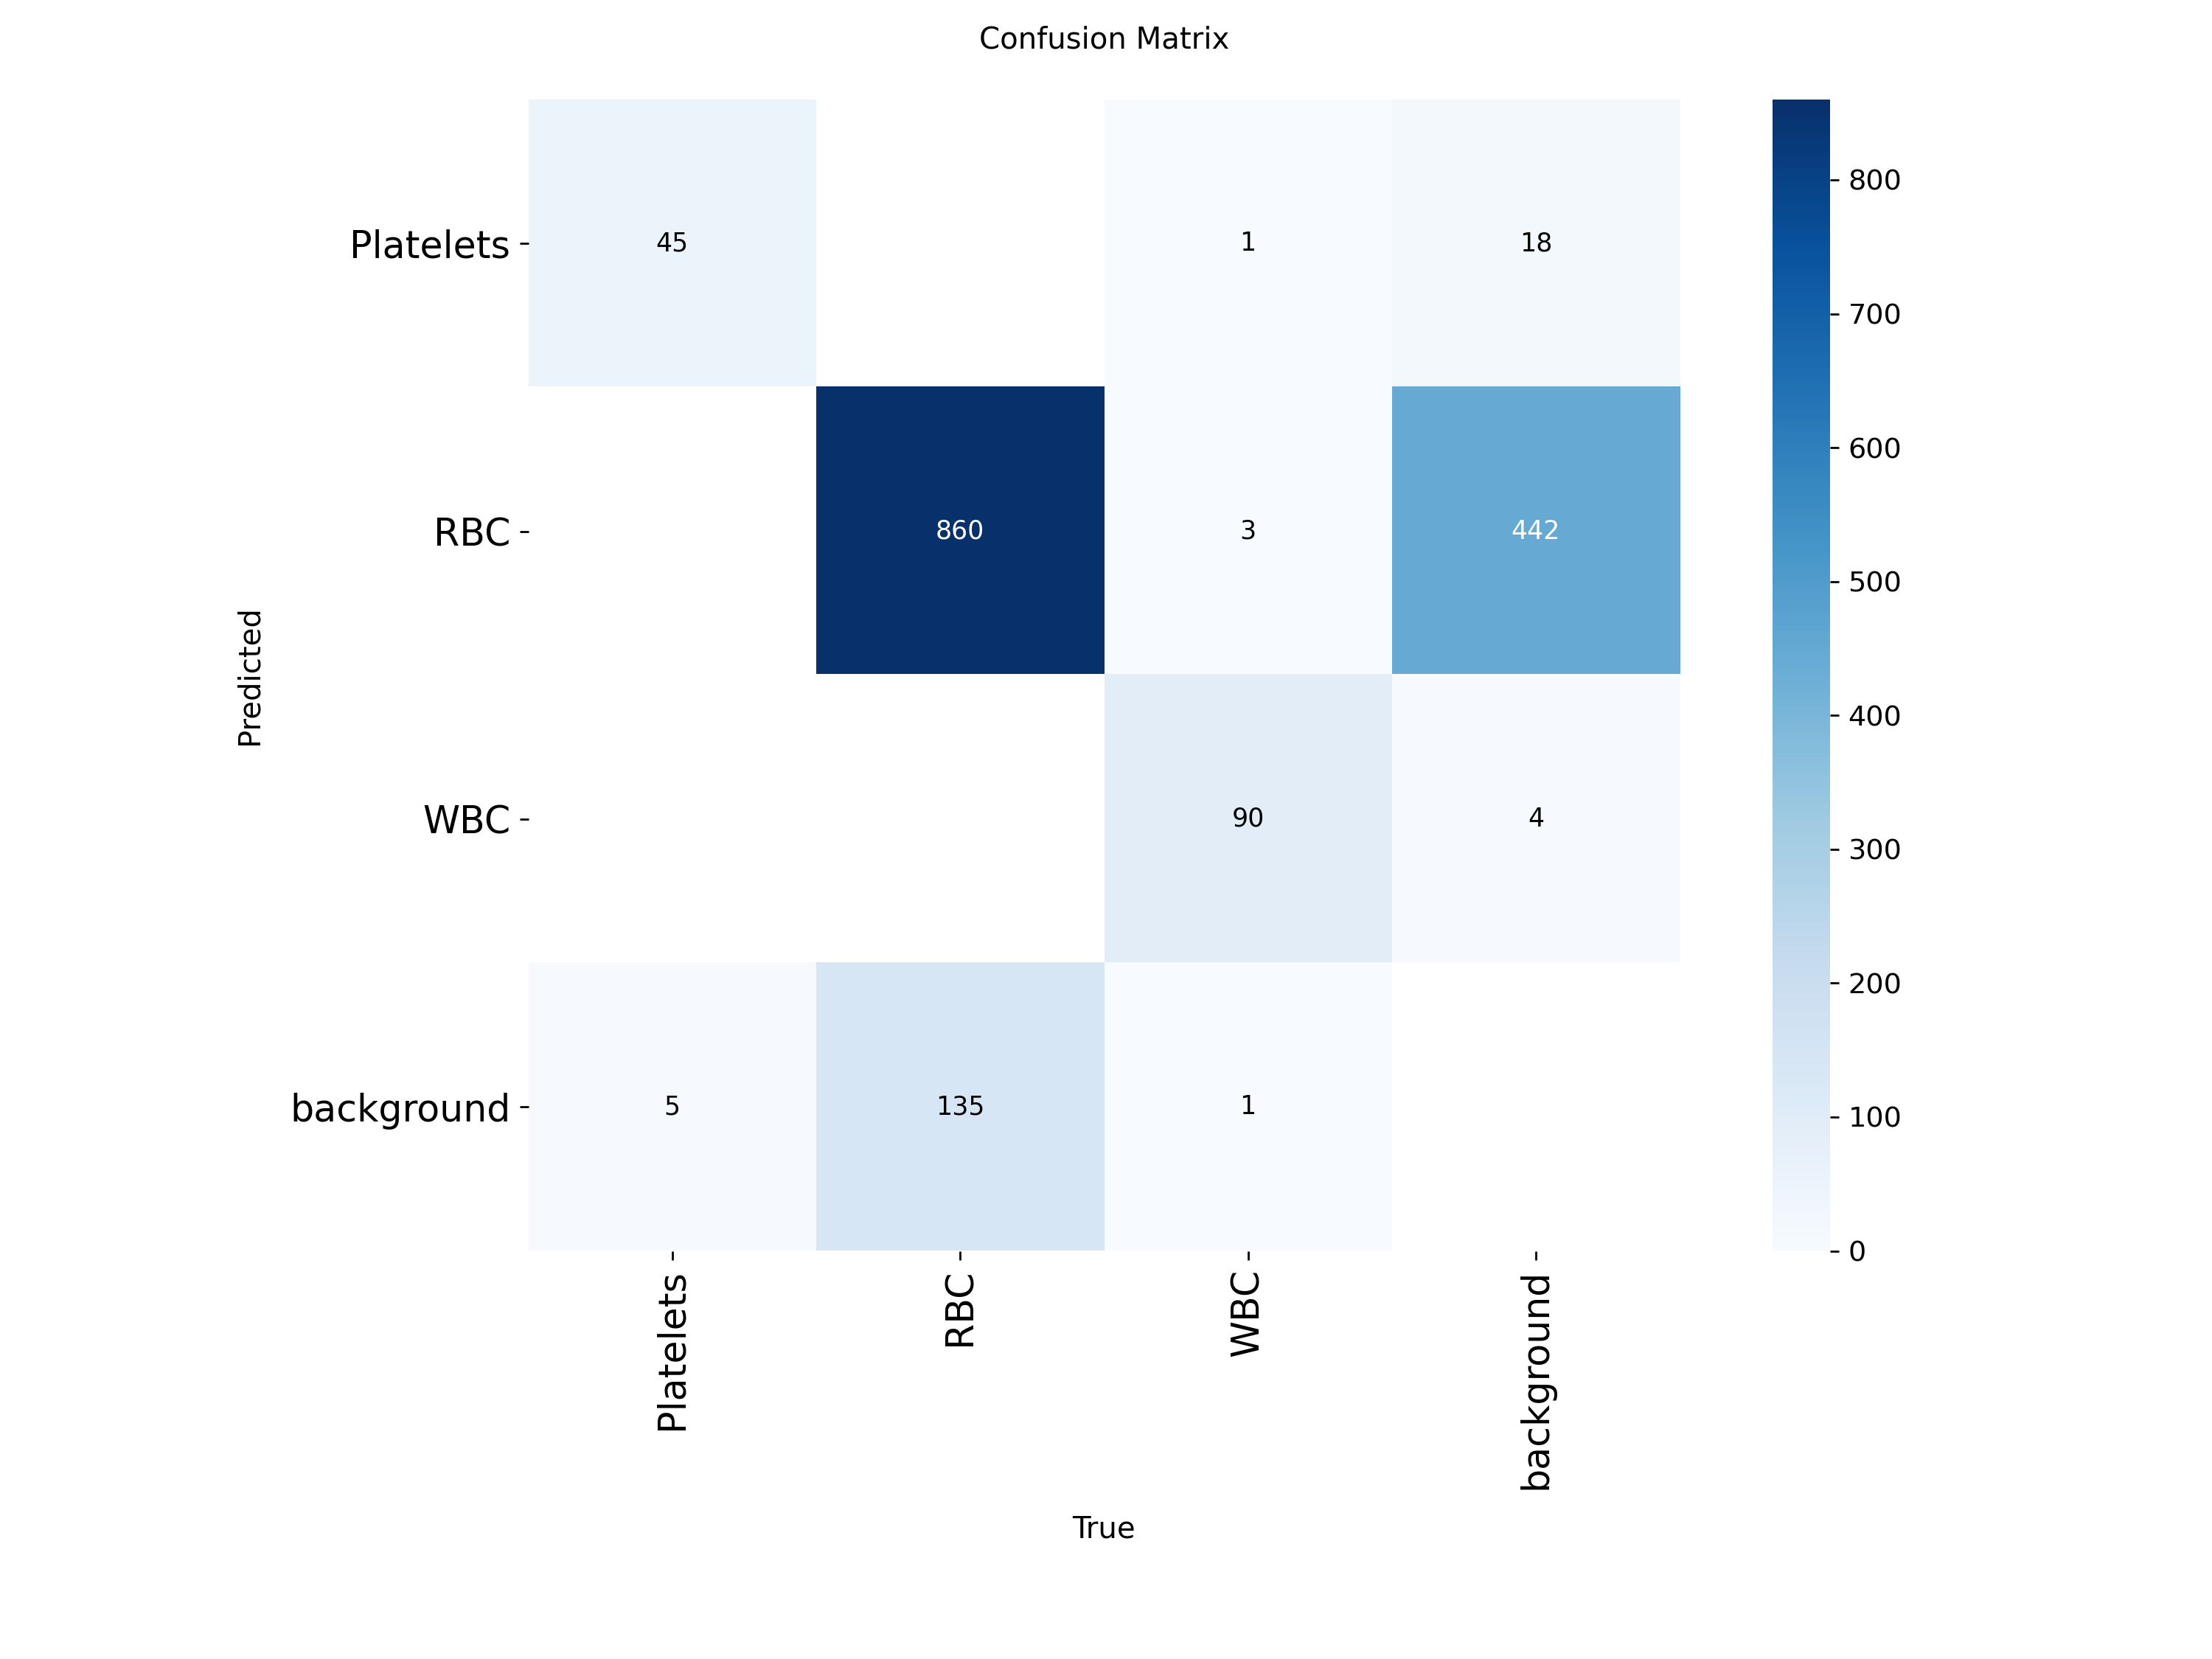 Confusion Matrix
Platelets
45
1
18
RBC
860
3
442
WBC
90
4
background
5
135
1
Predicted
Platelets
RBC
WBC
background
True
800
700
600
500
400
300
200
100
0